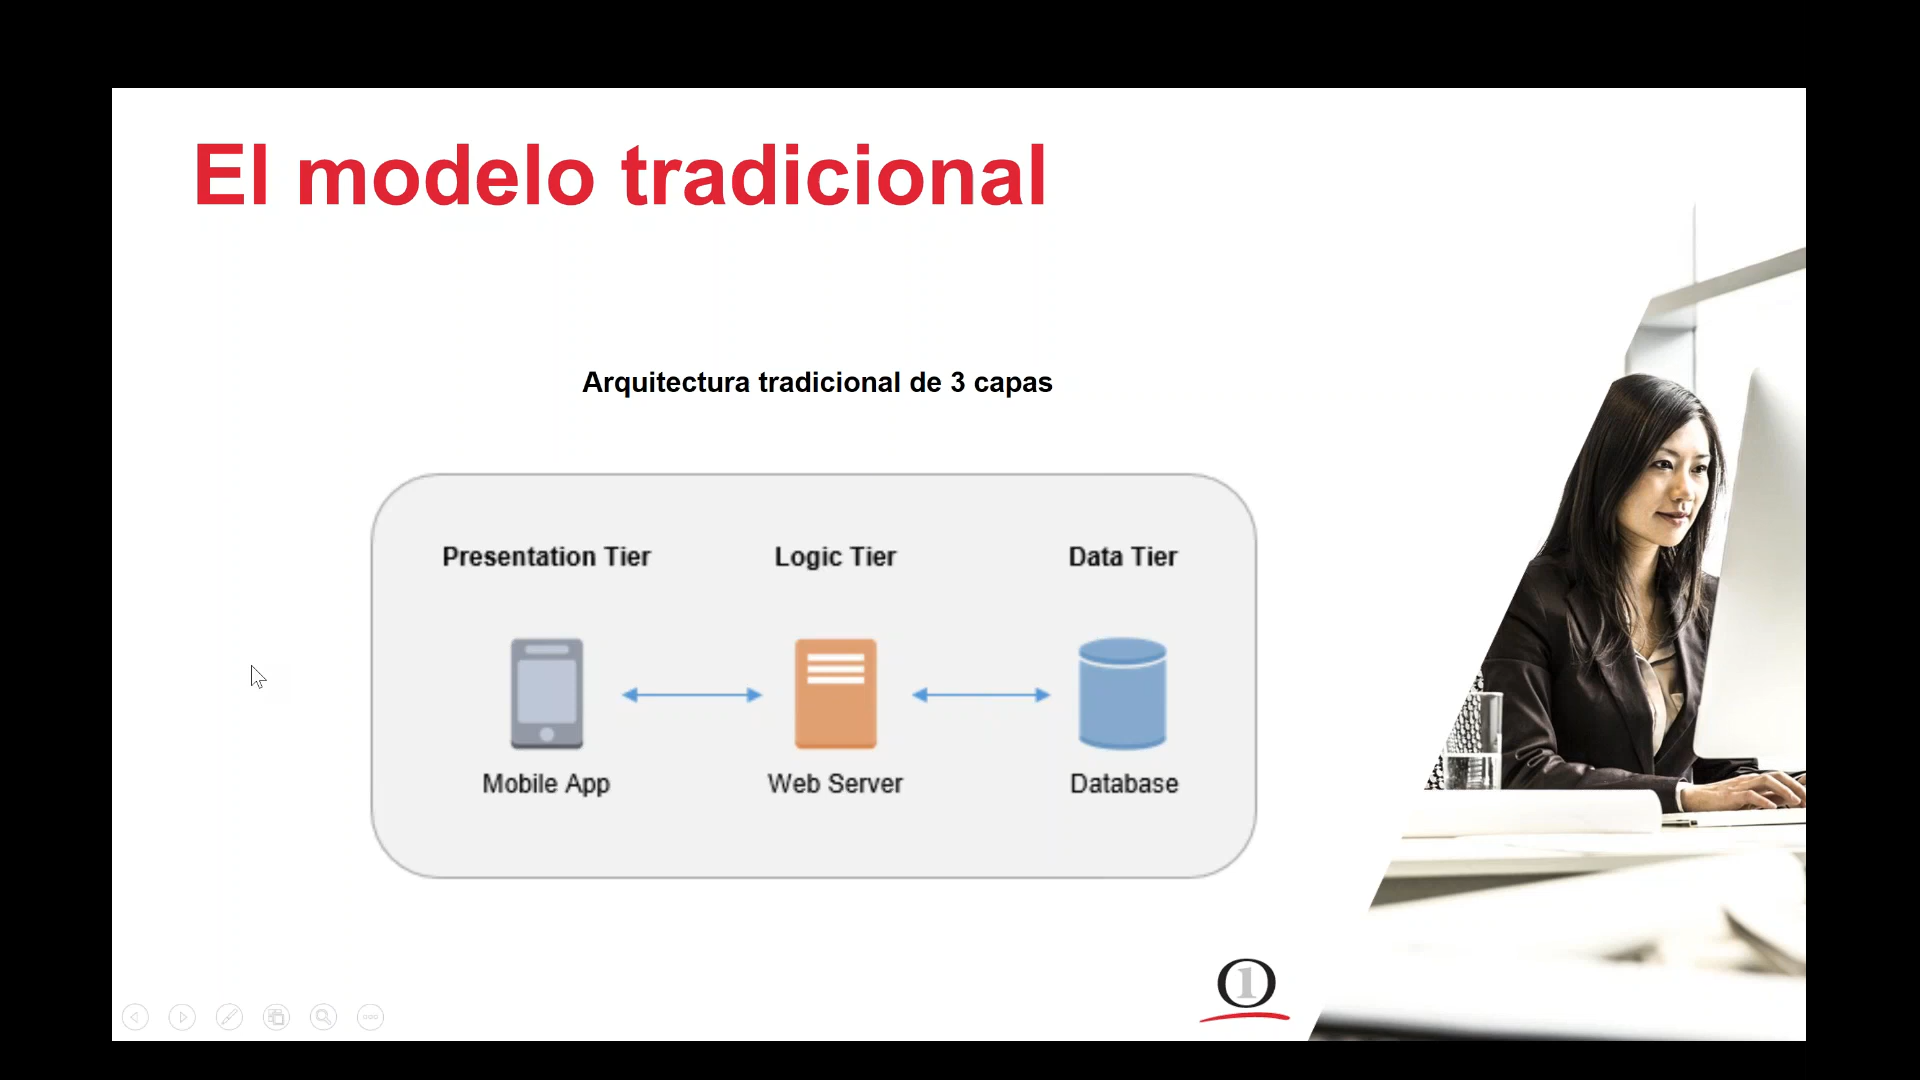 El modelo tradicional
Arquitectura tradicional de 3 capas
Presentation Tier
Logic Tier
Data Tier
Mobile App
Web Server
Database
1